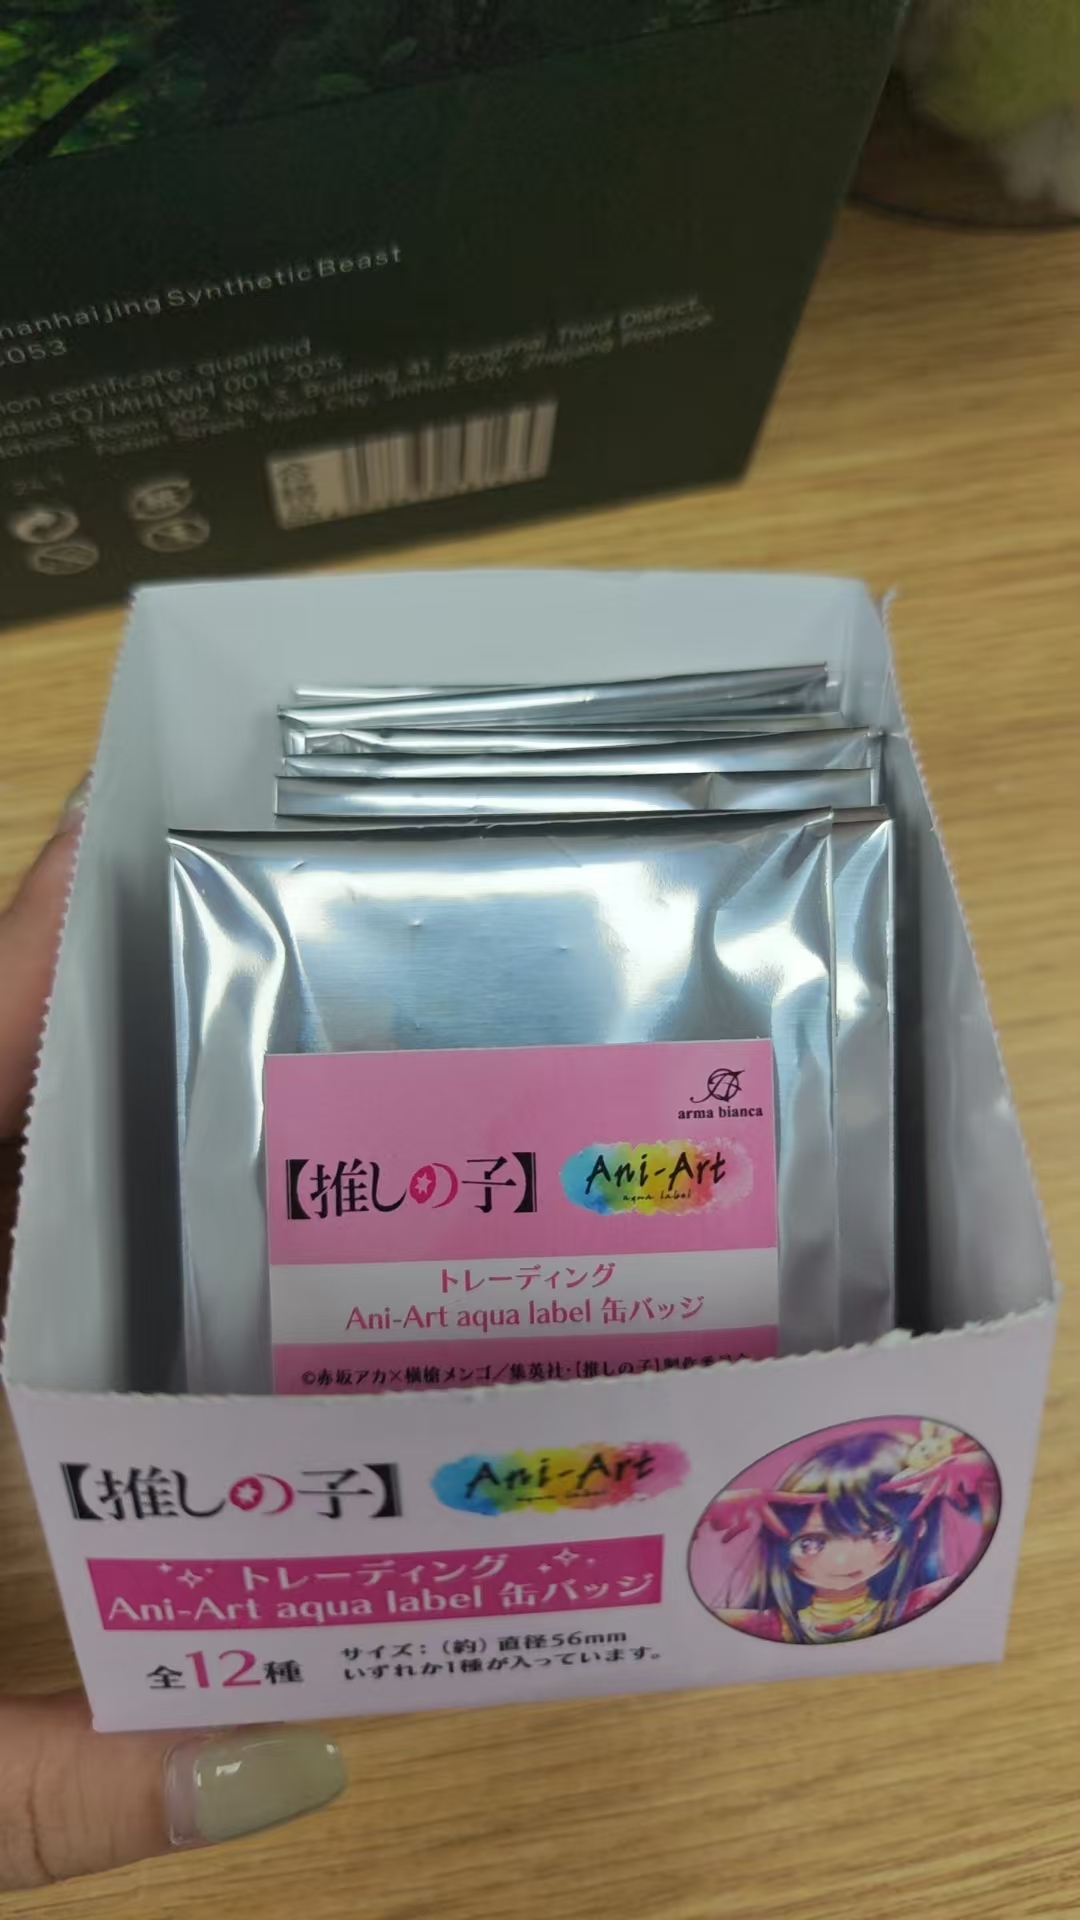 Synthetic Beast
053
certificate qualified
WH 001-2025
Room 202, No. 3, Building 41, Zongzhai Third District,
Street, Yiwu City, Jinhua City, Zhejiang Province
arma bianca
【推しの子】
Ani-Art
aqua label
トレーディング
Ani-Art aqua label 缶バッジ
©赤坂アカ×横槍メンゴ／集英社・【推しの子】製作委員会
【推しの子】
Ani-Art
トレーディング
Ani-Art aqua label 缶バッジ
全12種
サイズ：（約）直径56mm
いずれか1種が入っています。